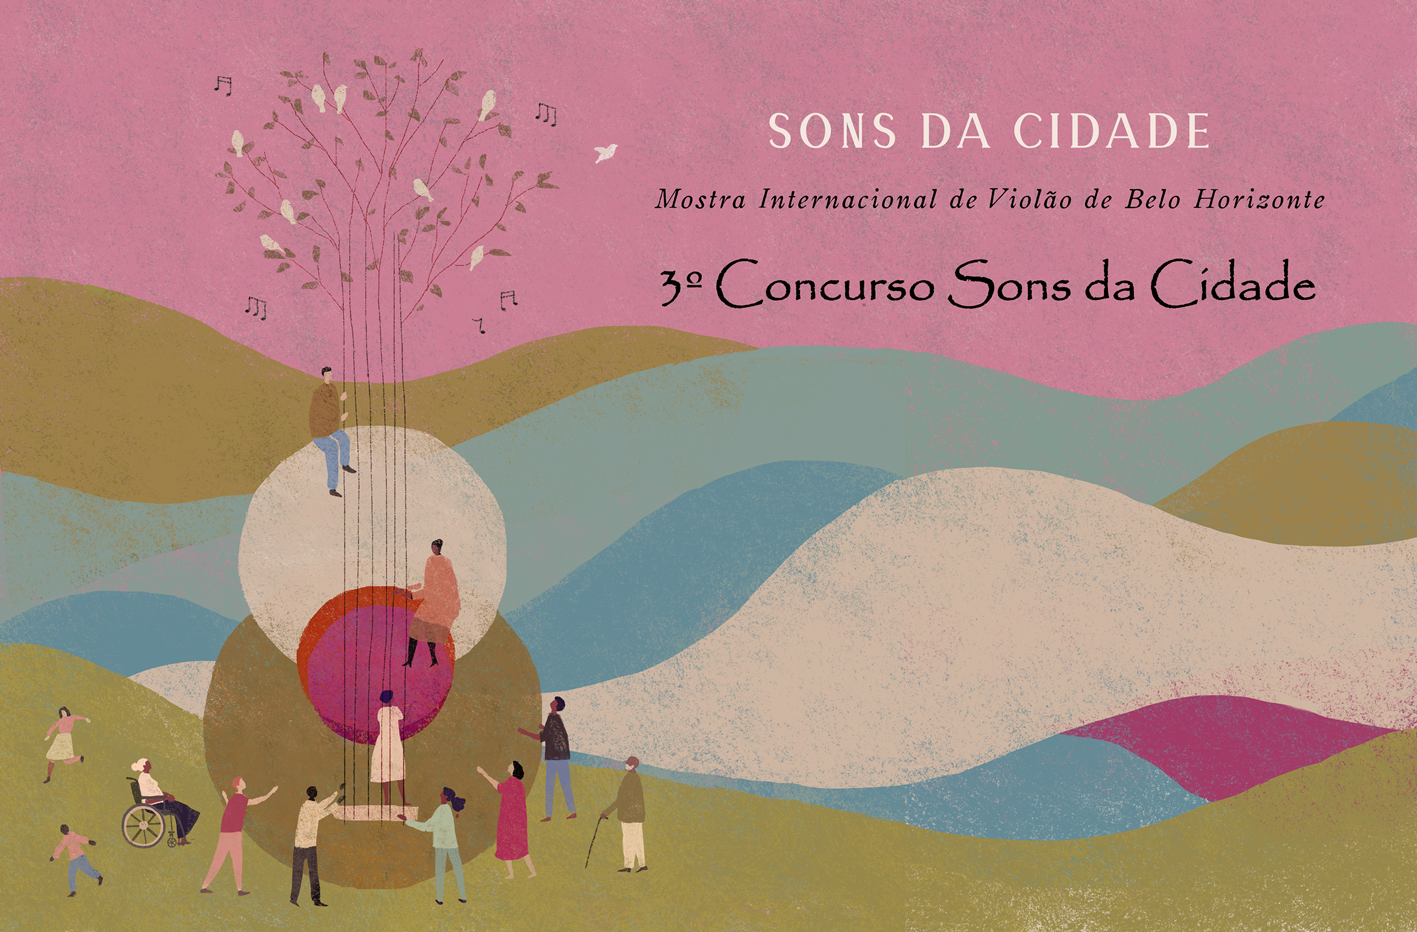 SONS DA CIDADE
Mostra Internacional de Violão de Belo Horizonte
3º Concurso Sons da Cidade